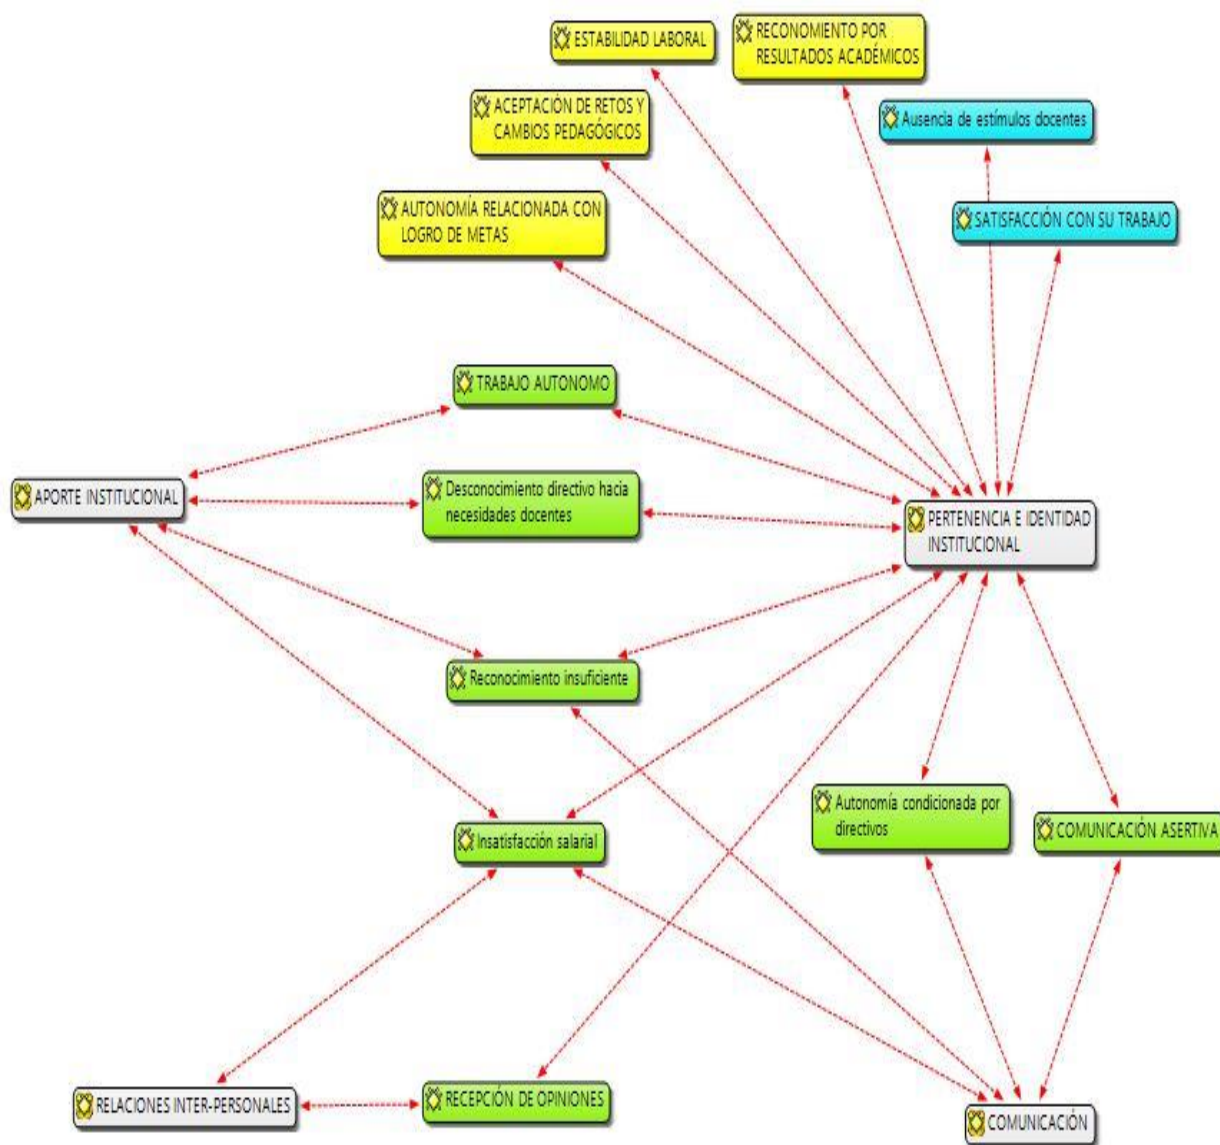 ESTABILIDAD LABORAL
RECONOMIENTO POR
RESULTADOS ACADÉMICOS
ACEPTACIÓN DE RETOS Y
CAMBIOS PEDAGÓGICOS
Ausencia de estímulos docentes
AUTONOMÍA RELACIONADA CON
LOGRO DE METAS
SATISFACCIÓN CON SU TRABAJO
TRABAJO AUTONOMO
APORTE INSTITUCIONAL
Desconocimiento directivo hacia
necesidades docentes
PERTENENCIA E IDENTIDAD
INSTITUCIONAL
Reconocimiento insuficiente
Insatisfacción salarial
Autonomía condicionada por
directivos
COMUNICACIÓN ASERTIVA
RELACIONES INTER-PERSONALES
RECEPCIÓN DE OPINIONES
COMUNICACIÓN